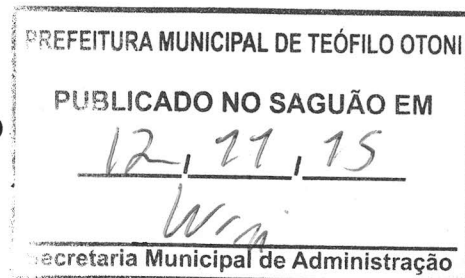 PREFEITURA MUNICIPAL DE TEÓFILO OTONI
PUBLICADO NO SAGUÃO EM
12, 11, 15
Secretaria Municipal de Administração